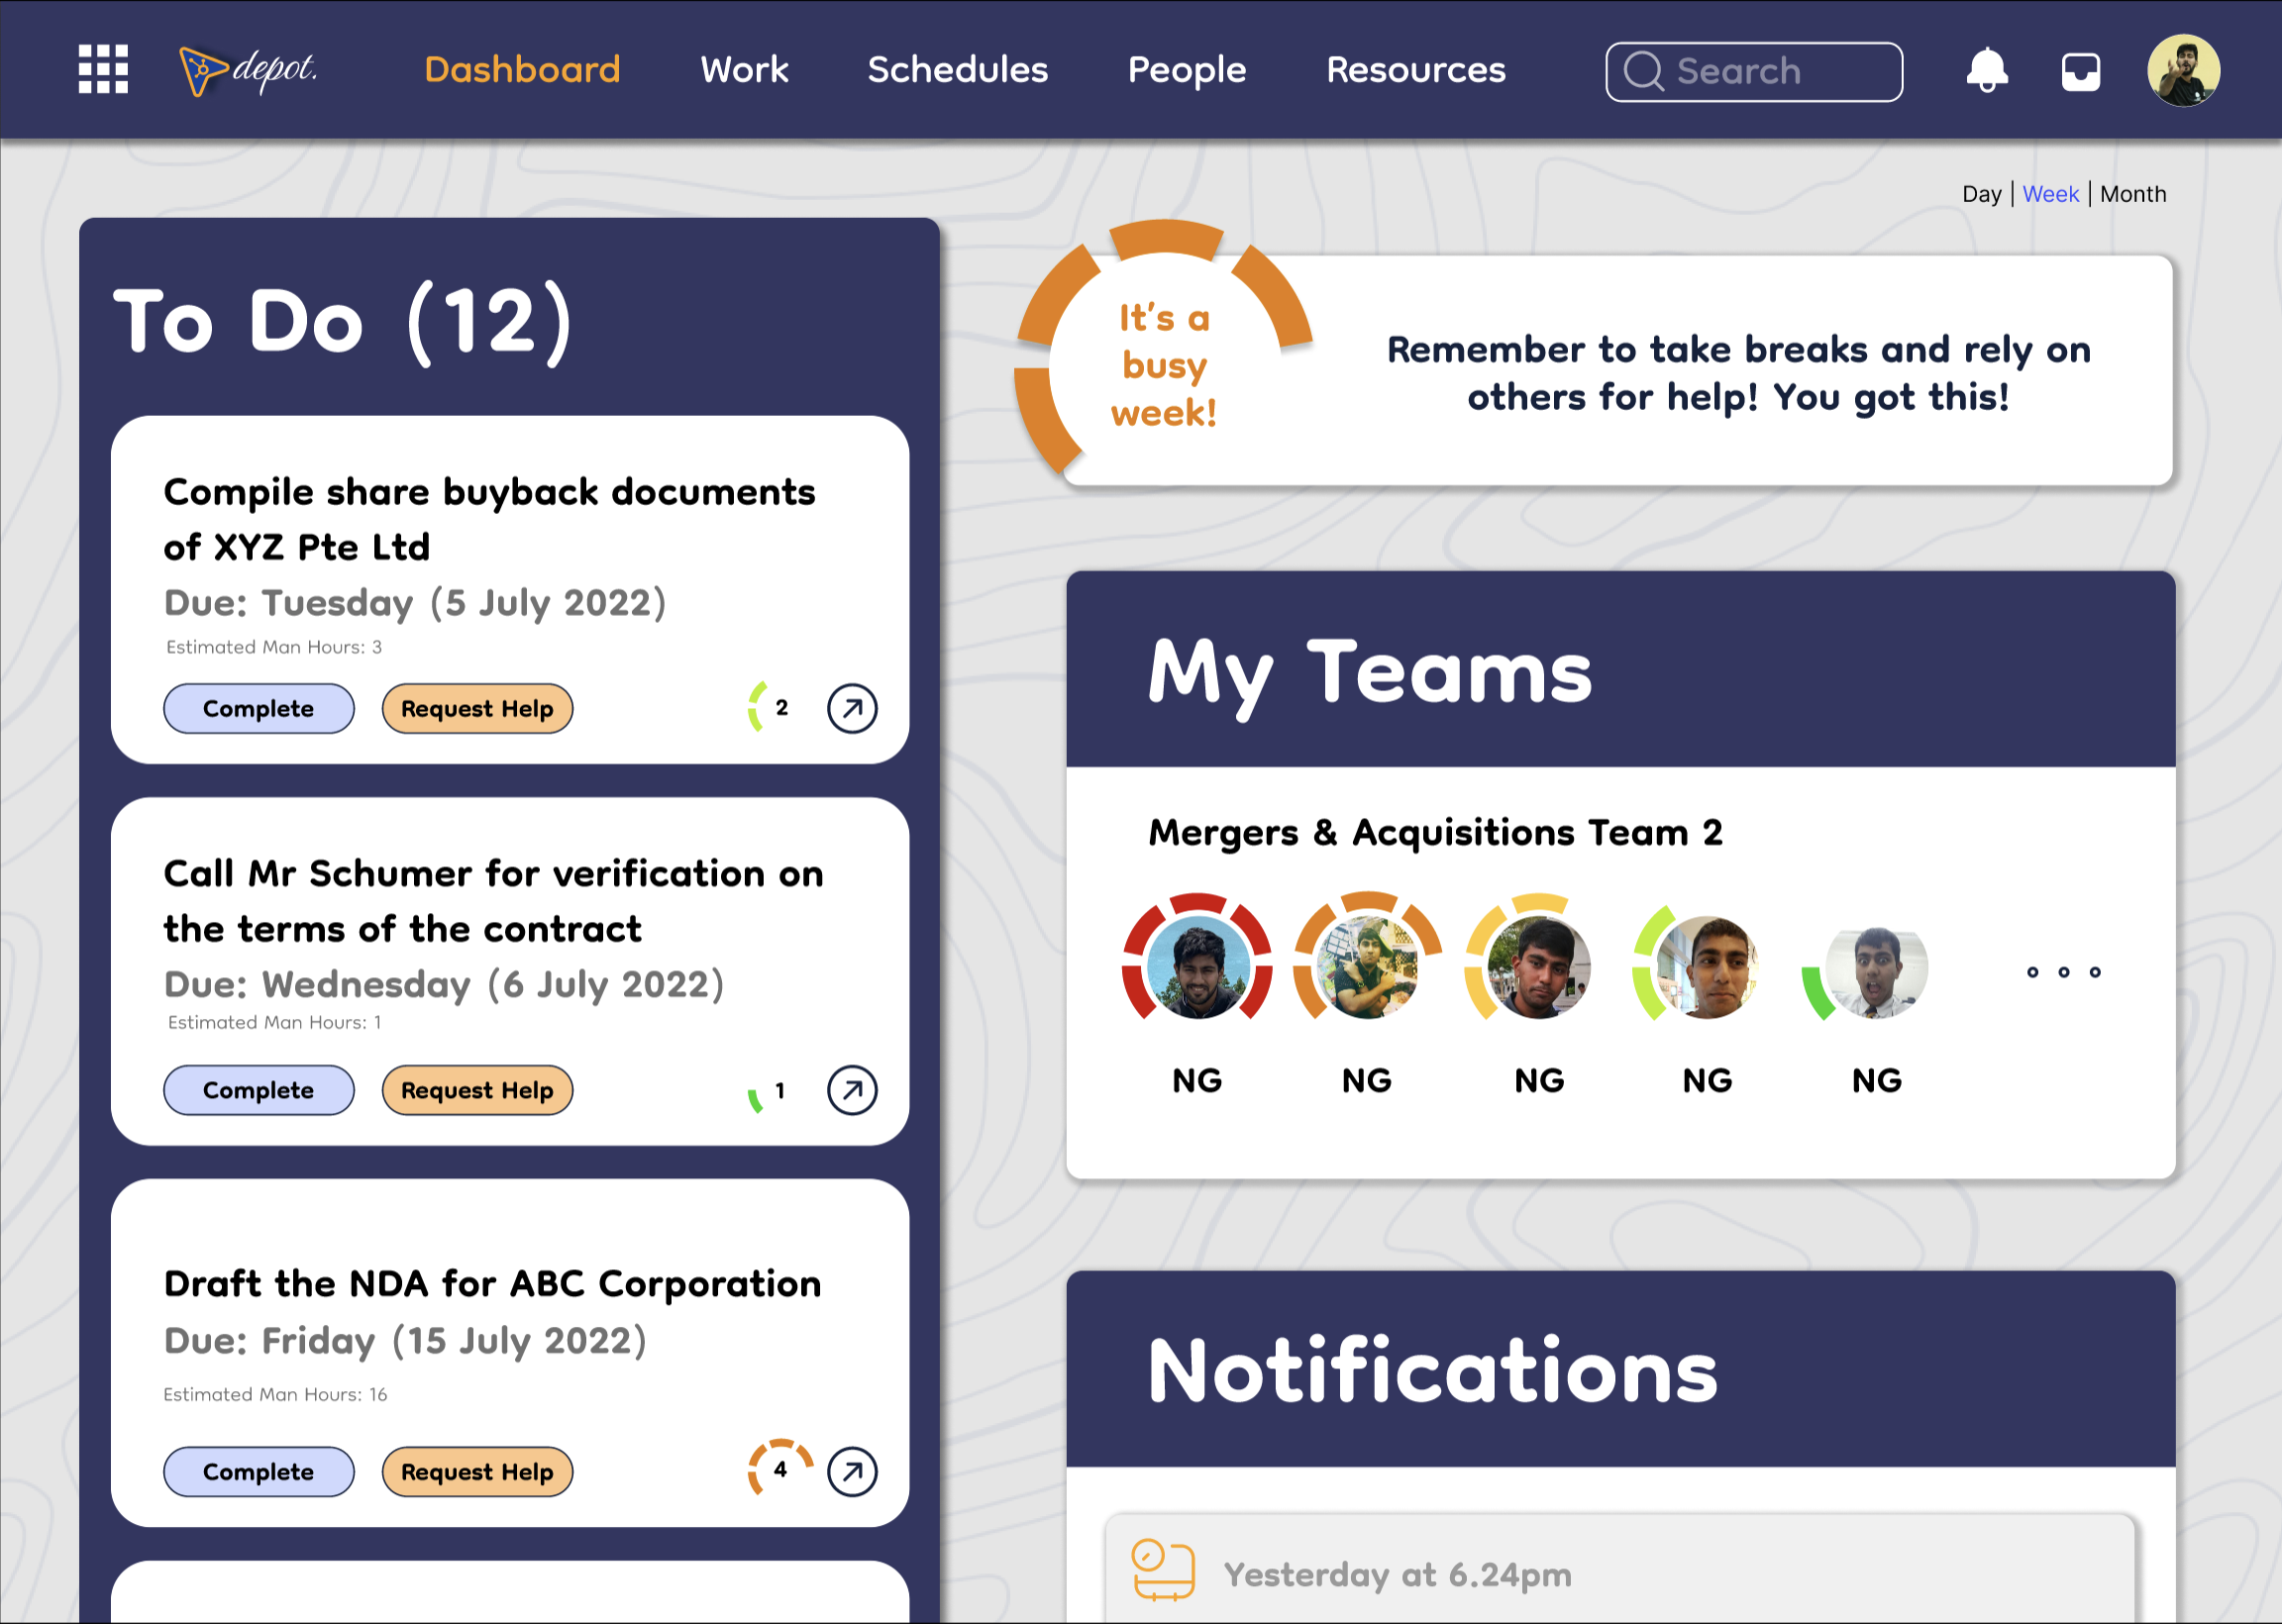 depot.
Dashboard
Work
Schedules
People
Resources
Search
Day | Week | Month
To Do (12)
Compile share buyback documents
of XYZ Pte Ltd
Due: Tuesday (5 July 2022)
Estimated Man Hours: 3
Complete
Request Help
2
Call Mr Schumer for verification on
the terms of the contract
Due: Wednesday (6 July 2022)
Estimated Man Hours: 1
Complete
Request Help
1
Draft the NDA for ABC Corporation
Due: Friday (15 July 2022)
Estimated Man Hours: 16
Complete
Request Help
4
It's a
busy
week!
Remember to take breaks and rely on
others for help! You got this!
My Teams
Mergers & Acquisitions Team 2
NG
NG
NG
NG
NG
Notifications
Yesterday at 6.24pm